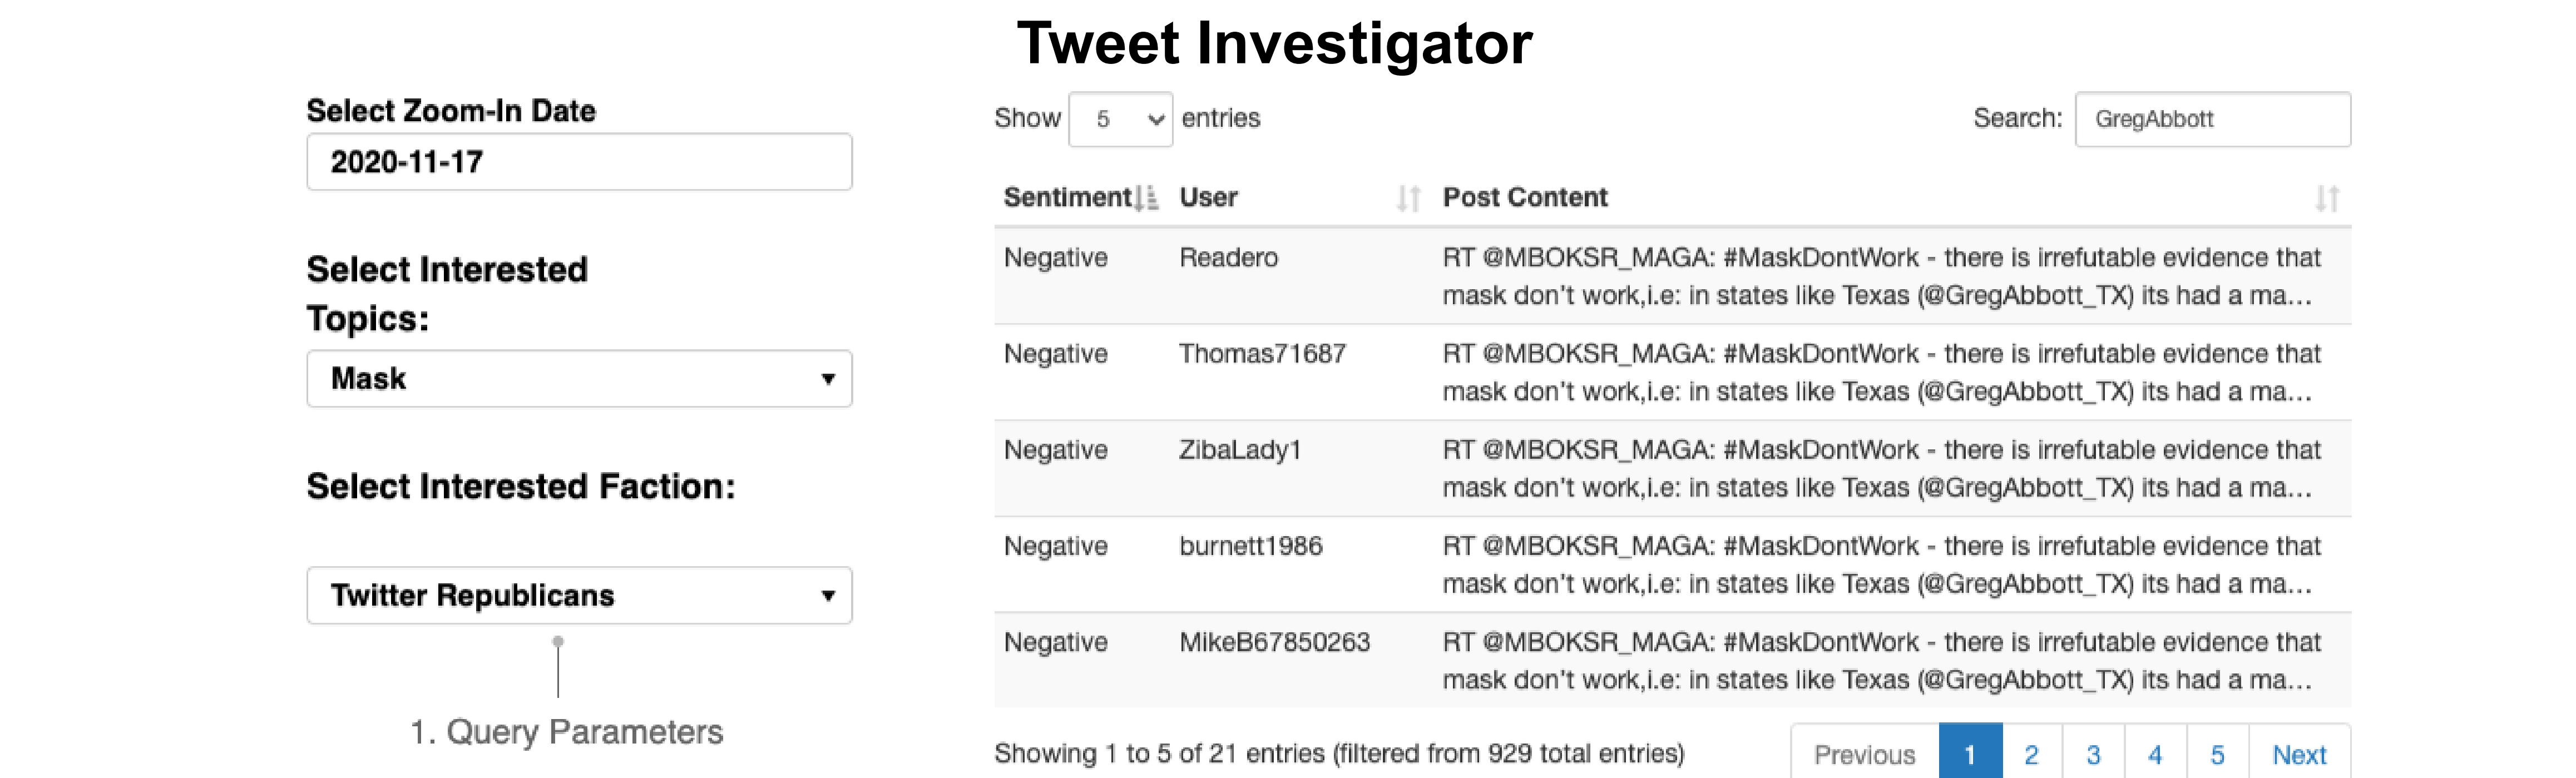 Tweet Investigator
Select Zoom-In Date
2020-11-17
Select Interested
Topics:
Mask
Select Interested Faction:
Twitter Republicans
1. Query Parameters
Show 5 entries
Search: GregAbbott
Sentiment User Post Content
Negative Readero RT @MBOKSR_MAGA: #MaskDontWork - there is irrefutable evidence that
mask don't work,i.e: in states like Texas (@GregAbbott_TX) its had a ma...
Negative Thomas71687 RT @MBOKSR_MAGA: #MaskDontWork - there is irrefutable evidence that
mask don't work,i.e: in states like Texas (@GregAbbott_TX) its had a ma...
Negative ZibaLady1 RT @MBOKSR_MAGA: #MaskDontWork - there is irrefutable evidence that
mask don't work,i.e: in states like Texas (@GregAbbott_TX) its had a ma...
Negative burnett1986 RT @MBOKSR_MAGA: #MaskDontWork - there is irrefutable evidence that
mask don't work,i.e: in states like Texas (@GregAbbott_TX) its had a ma...
Negative MikeB67850263 RT @MBOKSR_MAGA: #MaskDontWork - there is irrefutable evidence that
mask don't work,i.e: in states like Texas (@GregAbbott_TX) its had a ma...
Showing 1 to 5 of 21 entries (filtered from 929 total entries)
Previous 1 2 3 4 5 Next